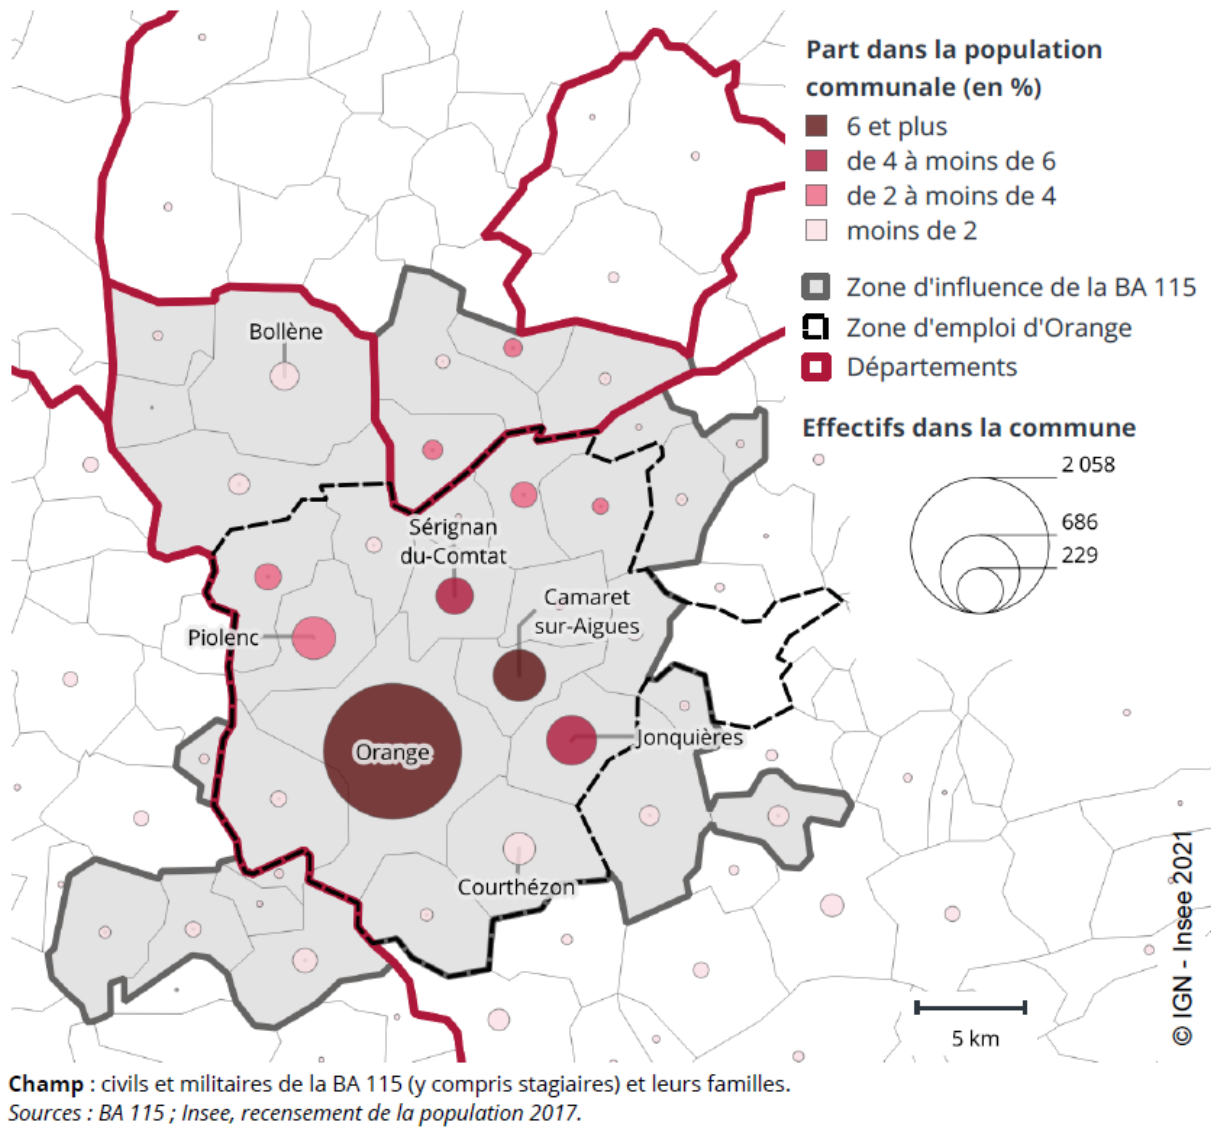 Part dans la population
communale (en %)
6 et plus
de 4 à moins de 6
de 2 à moins de 4
moins de 2
Zone d'influence de la BA 115
Zone d'emploi d'Orange
Départements
Effectifs dans la commune
2 058
686
229
Bollène
Sérignan
du-Comtat
Camaret
sur-Aigues
Piolenc
Orange
Jonquières
Courthézon
5 km
© IGN - Insee 2021
Champ : civils et militaires de la BA 115 (y compris stagiaires) et leurs familles.
Sources : BA 115 ; Insee, recensement de la population 2017.